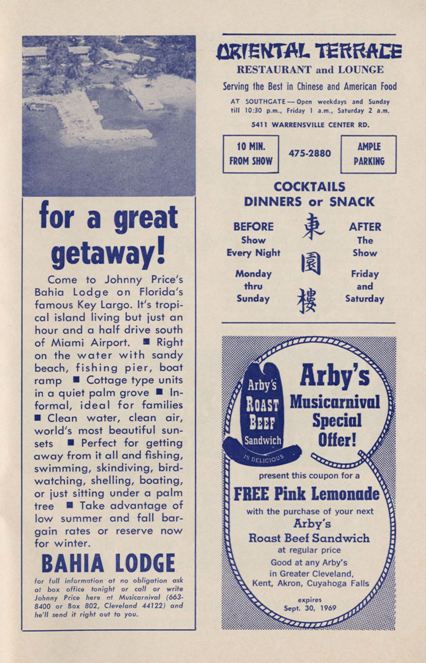 for a great
getaway!
Come to Johnny Price's
Bahia Lodge on Florida's
famous Key Largo. It's tropi-
cal island living but just an
hour and a half drive south
of Miami Airport. ■ Right
on the water with sandy
beach, fishing pier, boat
ramp ■ Cottage type units
in a quiet palm grove ■ In-
formal, ideal for families
■ Clean water, clean air,
world's most beautiful sun-
sets ■ Perfect for getting
away from it all and fishing,
swimming, skindiving, bird-
watching, shelling, boating,
or just sitting under a palm
tree ■ Take advantage of
low summer and fall bar-
gain rates or reserve now
for winter.
BAHIA LODGE
for full information at no obligation ask
at box office tonight or call or write
Johnny Price here at Musicarnival (663-
8400 or Box 802, Cleveland 44122) and
he'll send it right out to you.
ORIENTAL TERRACE
RESTAURANT and LOUNGE
Serving the Best in Chinese and American Food
AT SOUTHGATE — Open weekdays and Sunday
till 10:30 p.m., Friday 1 a.m., Saturday 2 a.m.
5411 WARRENSVILLE CENTER RD.
10 MIN.
FROM SHOW
475-2880
AMPLE
PARKING
COCKTAILS
DINNERS or SNACK
BEFORE
Show
Every Night
Monday
thru
Sunday
東園樓
AFTER
The
Show
Friday
and
Saturday
Arby's
ROAST
BEEF
Sandwich
IS DELICIOUS
Arby's
Musicarnival
Special
Offer!
present this coupon for a
FREE Pink Lemonade
with the purchase of your next
Arby's
Roast Beef Sandwich
at regular price
Good at any Arby's
in Greater Cleveland,
Kent, Akron, Cuyahoga Falls
expires
Sept. 30, 1969